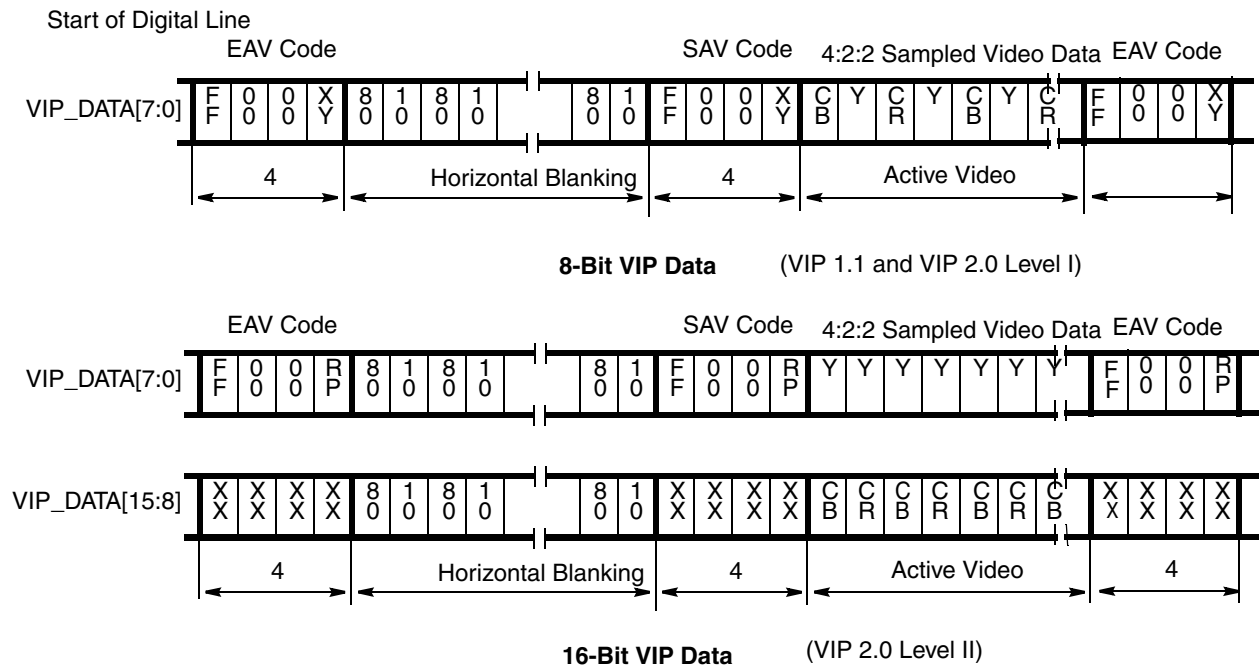 Start of Digital Line
EAV Code SAV Code 4:2:2 Sampled Video Data EAV Code
VIP_DATA[7:0] FF 00 00 XY 80 10 80 10 80 10 FF 00 00 XY CB Y CR Y CB Y CR FF 00 00 XY
4 Horizontal Blanking 4 Active Video
8-Bit VIP Data (VIP 1.1 and VIP 2.0 Level I)
EAV Code SAV Code 4:2:2 Sampled Video Data EAV Code
VIP_DATA[7:0] FF 00 00 RP 80 10 80 10 80 10 FF 00 00 RP Y Y Y Y Y Y Y FF 00 00 RP
VIP_DATA[15:8] XX XX XX XX 80 10 80 10 80 10 XX XX XX XX CB CR CB CR CB CR CB XX XX XX XX
4 Horizontal Blanking 4 Active Video 4
16-Bit VIP Data (VIP 2.0 Level II)